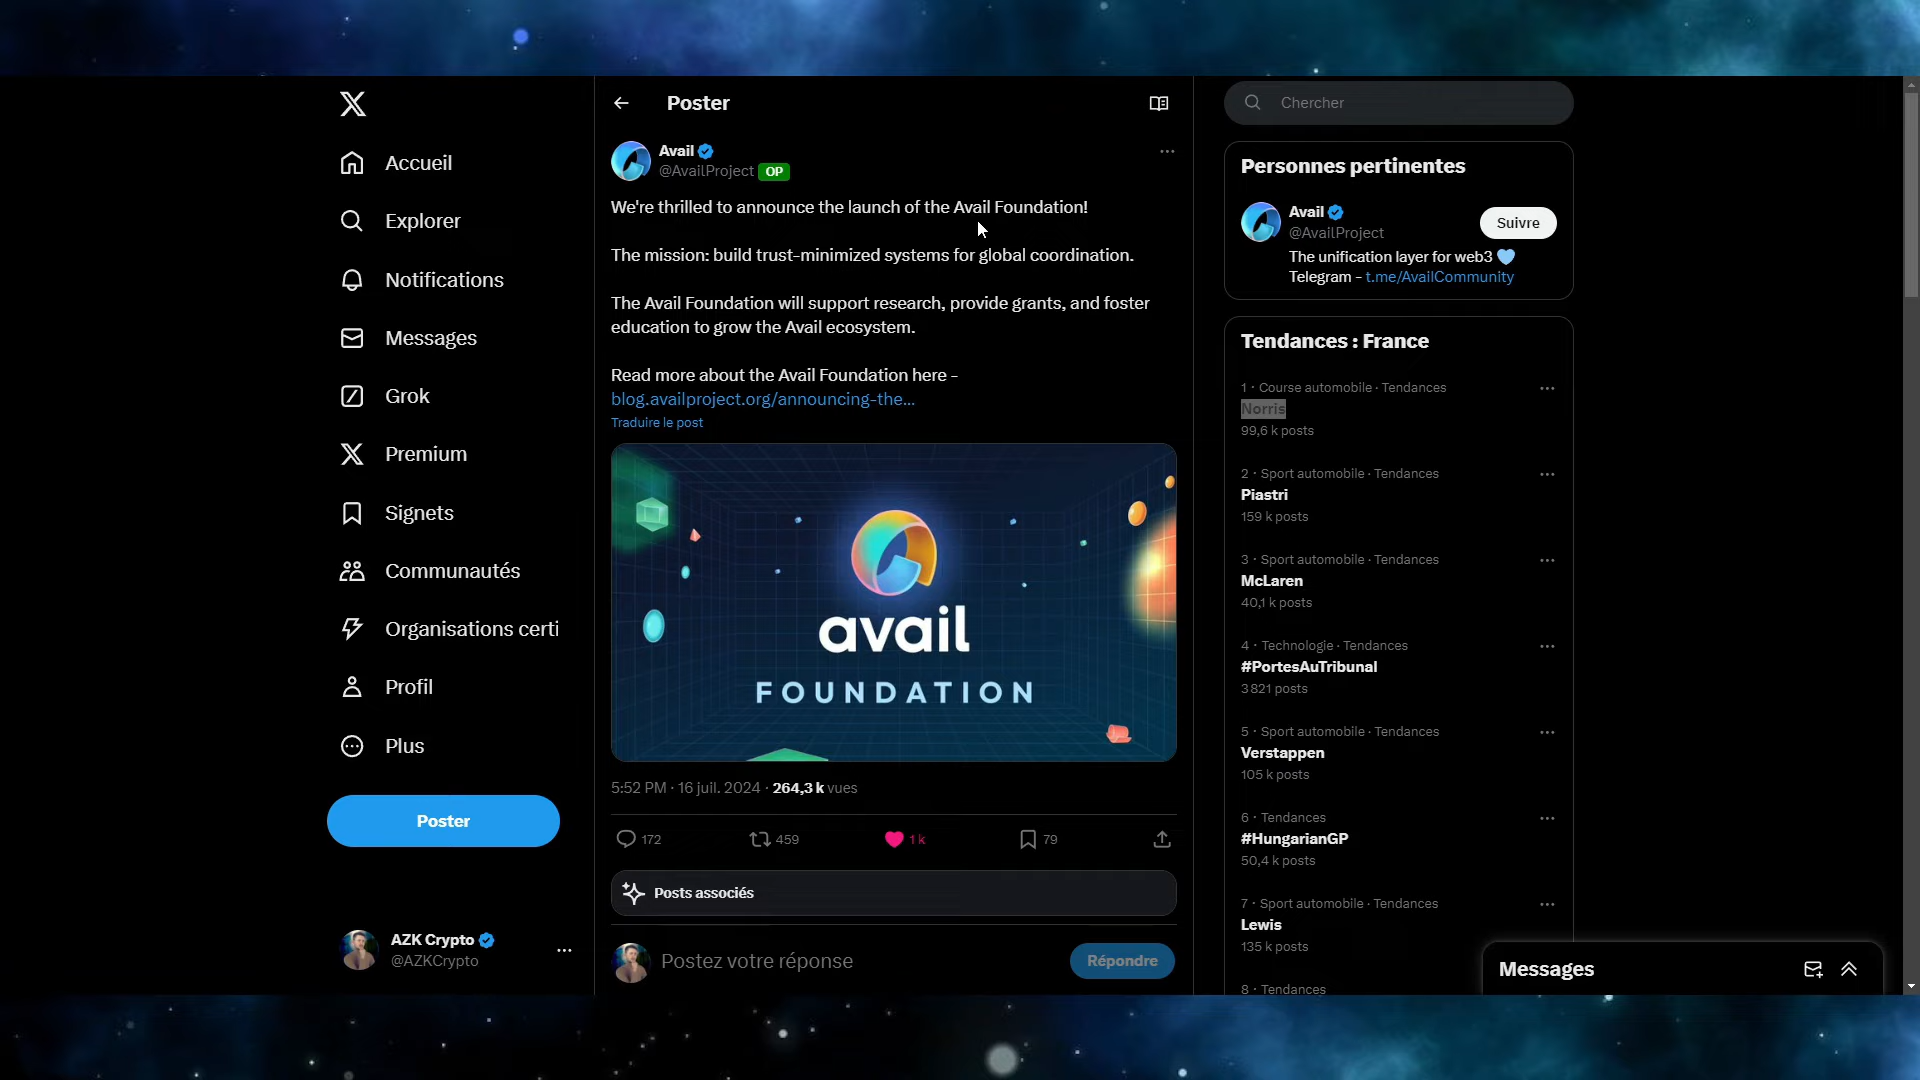 Accueil
Explorer
Notifications
Messages
Grok
Premium
Signets
Communautés
Organisations certi
Profil
Plus
Poster
AZK Crypto
@AZKCrypto
Poster
Avail
@AvailProject OP
We're thrilled to announce the launch of the Avail Foundation!
The mission: build trust-minimized systems for global coordination.
The Avail Foundation will support research, provide grants, and foster
education to grow the Avail ecosystem.
Read more about the Avail Foundation here -
blog.availproject.org/announcing-the...
Traduire le post
avail
FOUNDATION
5:52 PM · 16 juil. 2024 · 264,3 k vues
172 459 1 k 79
Posts associés
Postez votre réponse
Répondre
Chercher
Personnes pertinentes
Avail
@AvailProject
Suivre
The unification layer for web3
Telegram - t.me/AvailCommunity
Tendances : France
1 · Course automobile · Tendances
Norris
99,6 k posts
2 · Sport automobile · Tendances
Piastri
159 k posts
3 · Sport automobile · Tendances
McLaren
40,1 k posts
4 · Technologie · Tendances
#PortesAuTribunal
3 821 posts
5 · Sport automobile · Tendances
Verstappen
105 k posts
6 · Tendances
#HungarianGP
50,4 k posts
7 · Sport automobile · Tendances
Lewis
135 k posts
8 · Tendances
Messages